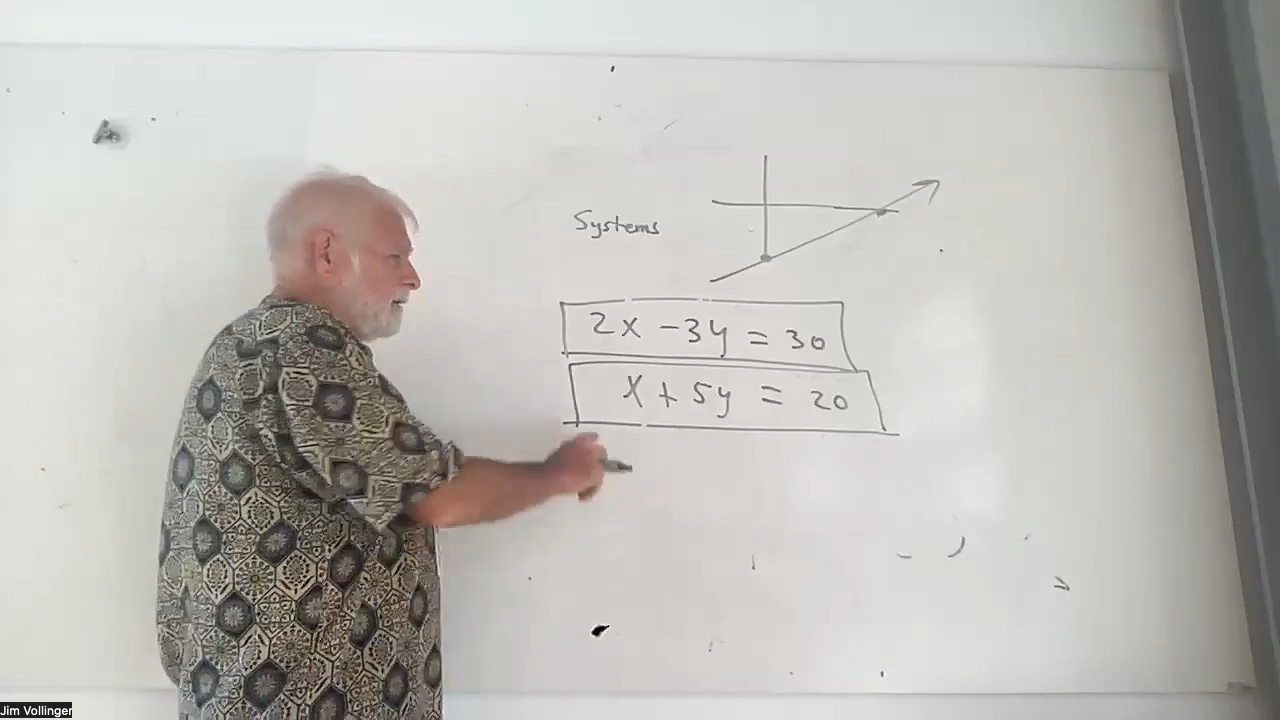 Systems
2x -3y = 30
x + 5y = 20
Jim Vollinger